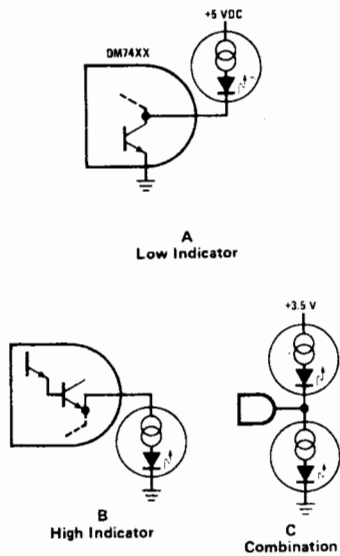 +5 VDC
DM74XX
A
Low Indicator
+3.5 V
B
High Indicator
C
Combination